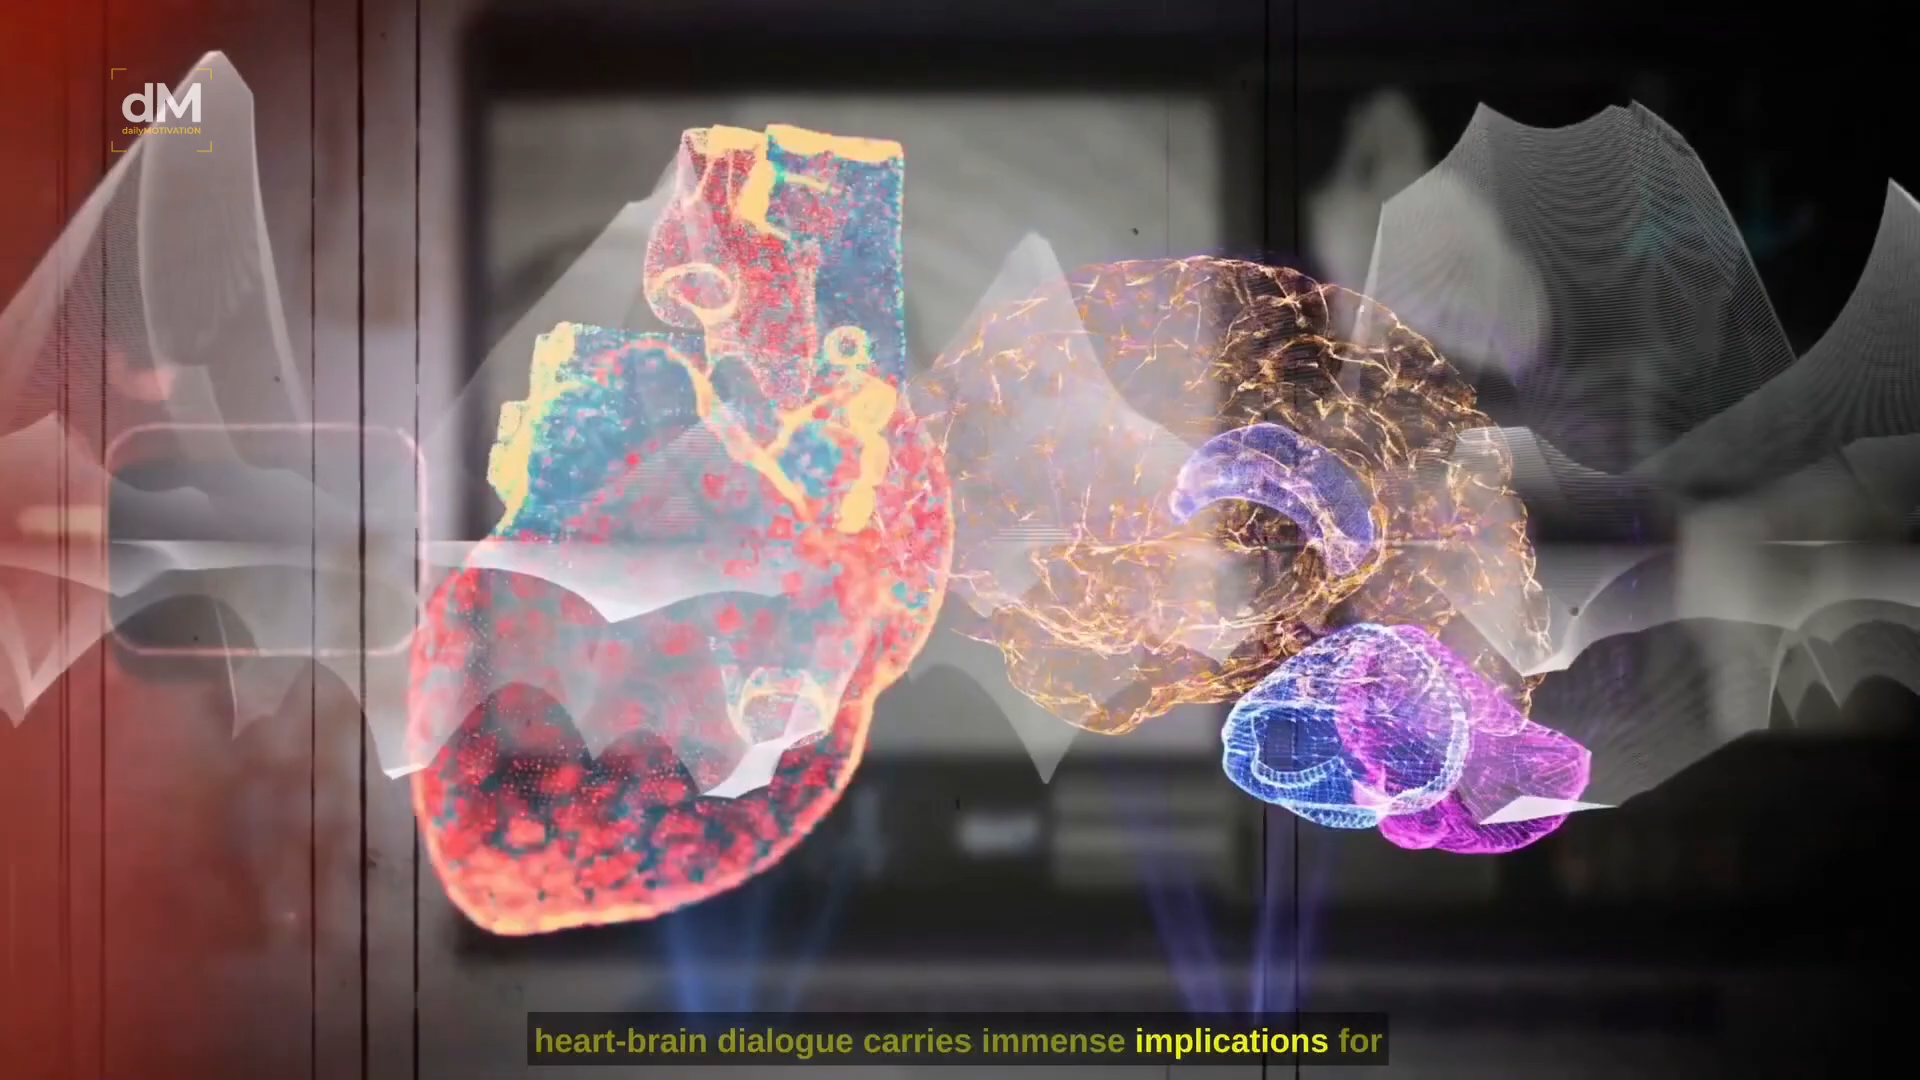 dM
dailyMOTIVATION
heart-brain dialogue carries immense implications for